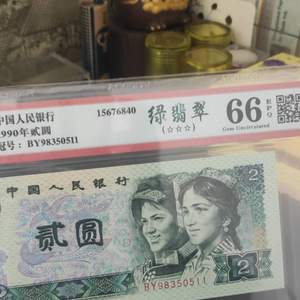 中国人民银行 15676840 绿翡翠 66 EPQ
1990年贰圆 (☆☆☆) Gem Uncirculated
冠号：BY98350511
中国人民银行
贰圆
BY98350511
2